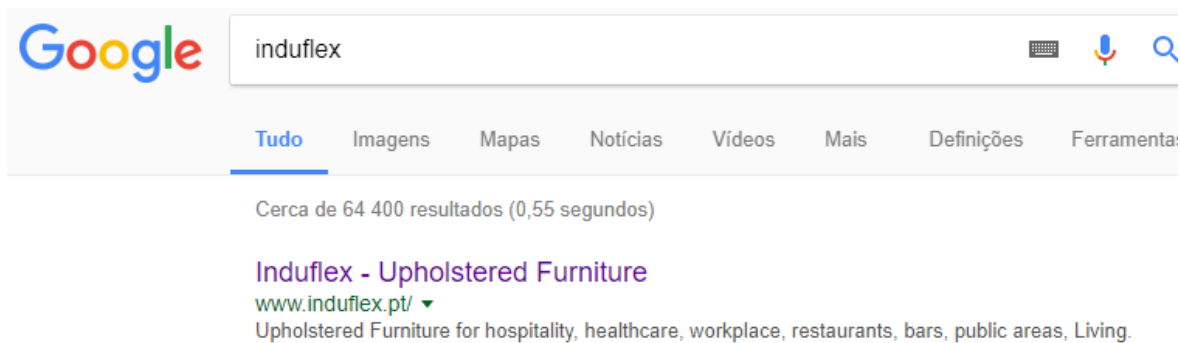 Google induflex
Tudo Imagens Mapas Notícias Vídeos Mais Definições Ferramentas
Cerca de 64 400 resultados (0,55 segundos)
Induflex - Upholstered Furniture
www.induflex.pt/
Upholstered Furniture for hospitality, healthcare, workplace, restaurants, bars, public areas, Living.